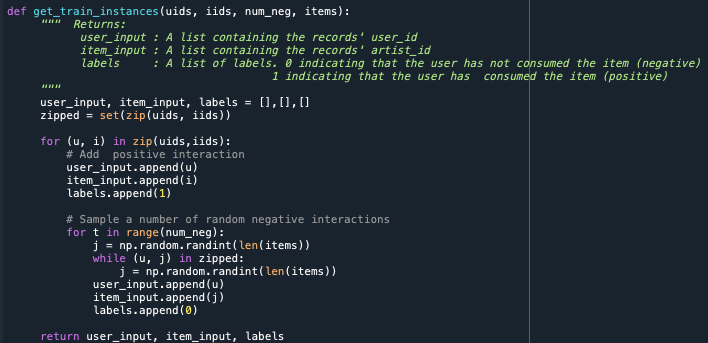 def get_train_instances(uids, iids, num_neg, items):
     """  Returns:
           user_input : A list containing the records' user_id
           item_input : A list containing the records' artist_id
           labels     : A list of labels. 0 indicating that the user has not consumed the item (negative)
                                        1 indicating that the user has  consumed the item (positive)
     """
     user_input, item_input, labels = [],[],[]
     zipped = set(zip(uids, iids))

     for (u, i) in zip(uids,iids):
         # Add  positive interaction
         user_input.append(u)
         item_input.append(i)
         labels.append(1)

         # Sample a number of random negative interactions
         for t in range(num_neg):
             j = np.random.randint(len(items))
             while (u, j) in zipped:
                 j = np.random.randint(len(items))
             user_input.append(u)
             item_input.append(j)
             labels.append(0)

     return user_input, item_input, labels